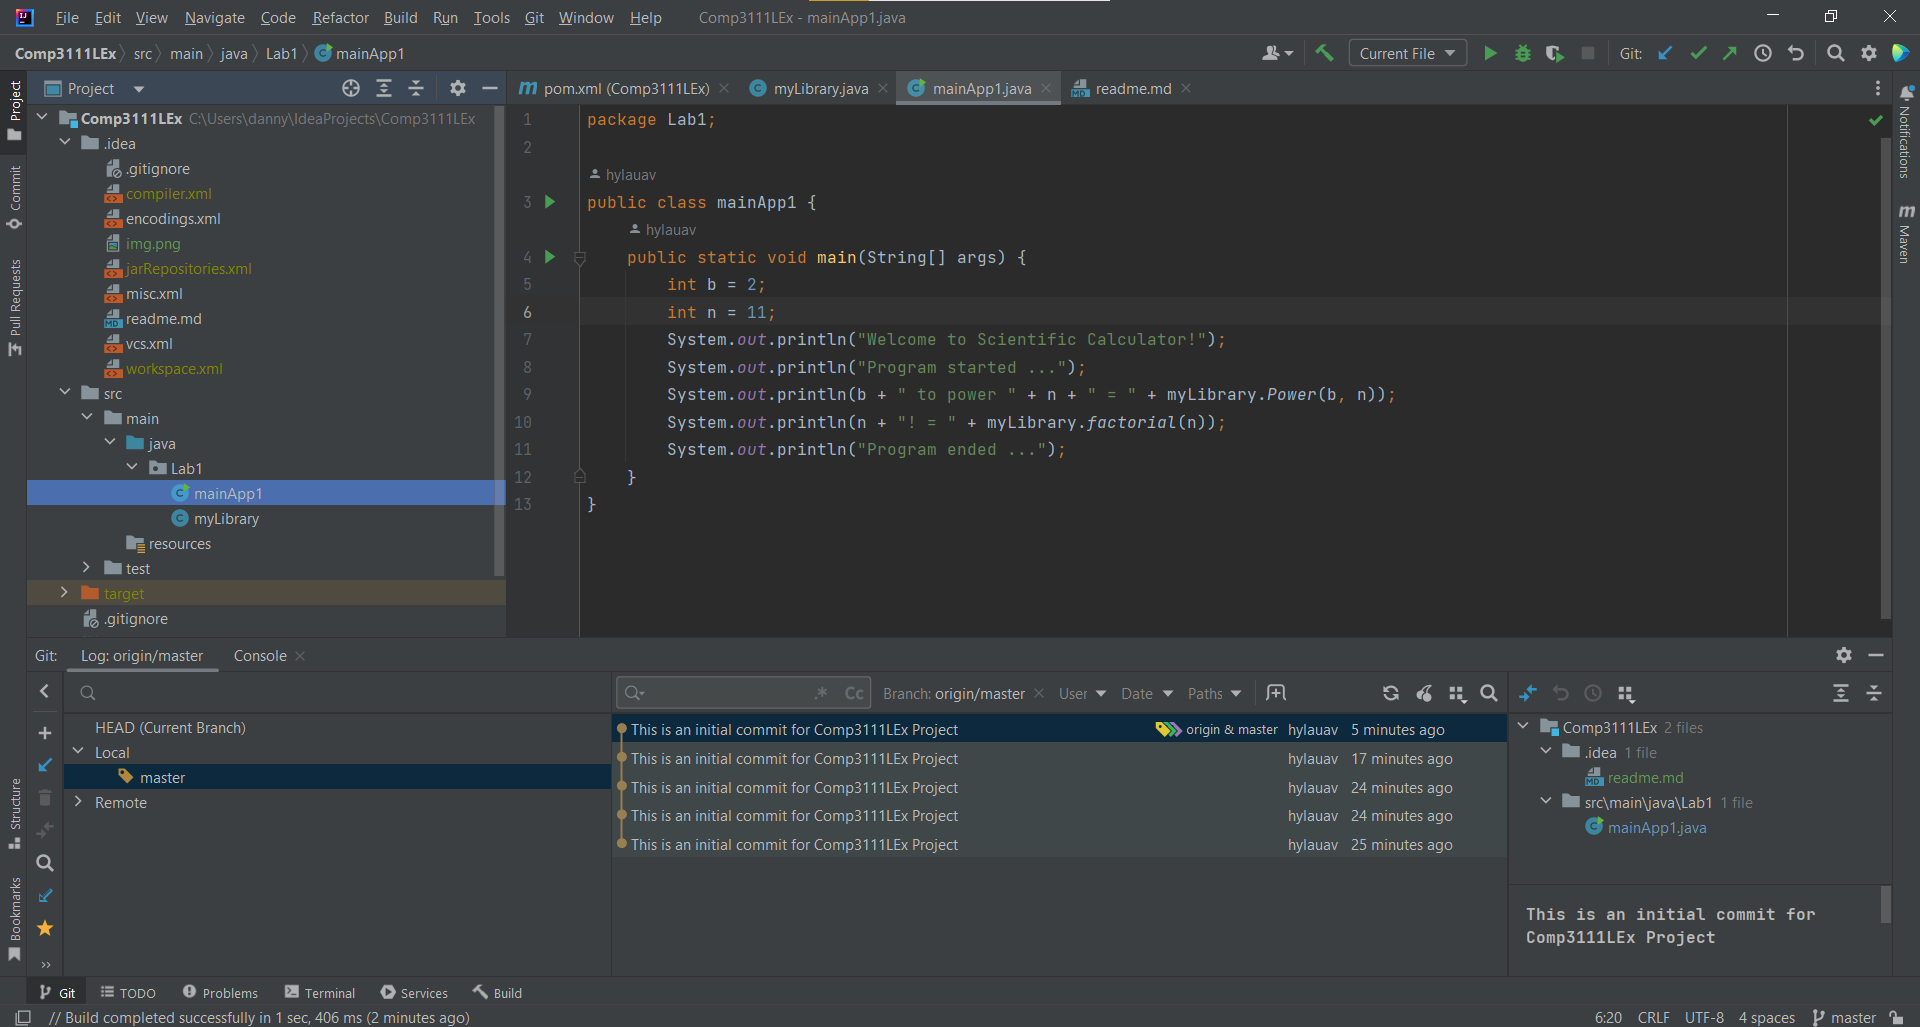 File Edit View Navigate Code Refactor Build Run Tools Git Window Help Comp3111LEx - mainApp1.java
Comp3111LEx src main java Lab1 mainApp1 Current File Git:
Project
pom.xml (Comp3111LEx) myLibrary.java mainApp1.java readme.md
Project
Commit
Pull Requests
Structure
Bookmarks
Notifications
Maven
Comp3111LEx C:\Users\danny\IdeaProjects\Comp3111LEx
.idea
.gitignore
compiler.xml
encodings.xml
img.png
jarRepositories.xml
misc.xml
readme.md
vcs.xml
workspace.xml
src
main
java
Lab1
mainApp1
myLibrary
resources
test
target
.gitignore
1 package Lab1;
2
hylauav
3 public class mainApp1 {
hylauav
4 public static void main(String[] args) {
5 int b = 2;
6 int n = 11;
7 System.out.println("Welcome to Scientific Calculator!");
8 System.out.println("Program started ...");
9 System.out.println(b + " to power " + n + " = " + myLibrary.Power(b, n));
10 System.out.println(n + "! = " + myLibrary.factorial(n));
11 System.out.println("Program ended ...");
12 }
13 }
Git: Log: origin/master Console
HEAD (Current Branch)
Local
master
Remote
.* Cc Branch: origin/master User Date Paths
This is an initial commit for Comp3111LEx Project origin & master hylauav 5 minutes ago
This is an initial commit for Comp3111LEx Project hylauav 17 minutes ago
This is an initial commit for Comp3111LEx Project hylauav 24 minutes ago
This is an initial commit for Comp3111LEx Project hylauav 24 minutes ago
This is an initial commit for Comp3111LEx Project hylauav 25 minutes ago
Comp3111LEx 2 files
.idea 1 file
readme.md
src\main\java\Lab1 1 file
mainApp1.java
This is an initial commit for
Comp3111LEx Project
Git TODO Problems Terminal Services Build
// Build completed successfully in 1 sec, 406 ms (2 minutes ago) 6:20 CRLF UTF-8 4 spaces master